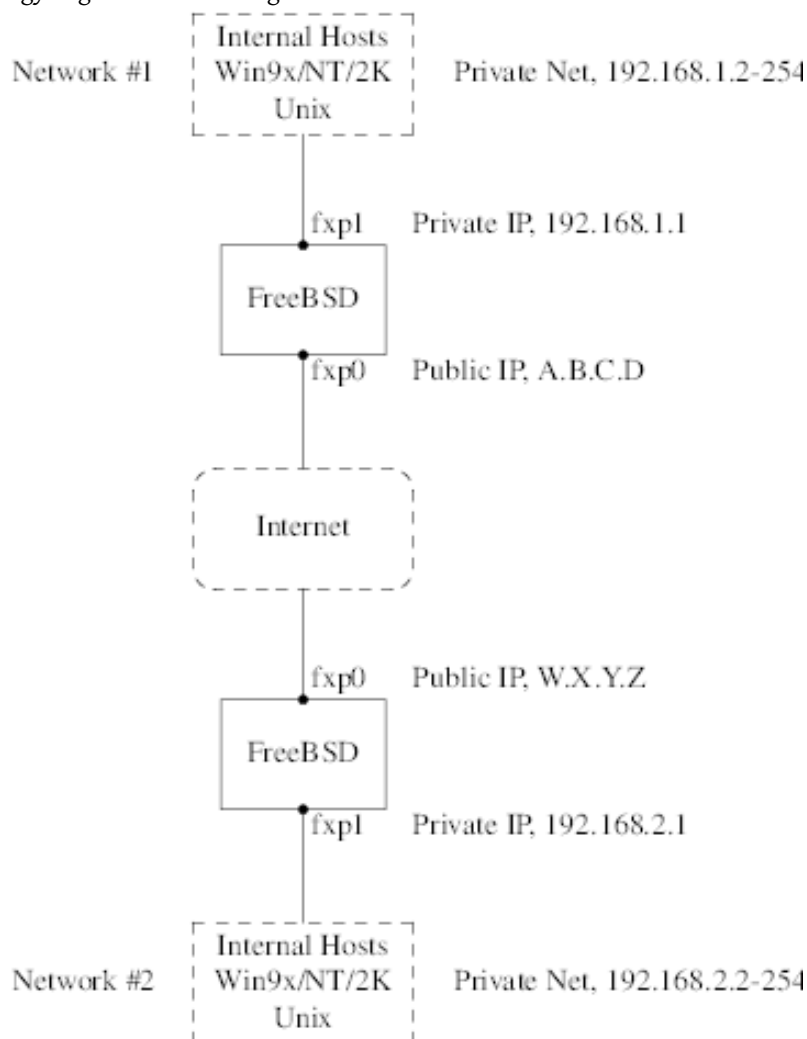 Internal Hosts
Network #1 Win9x/NT/2K Private Net, 192.168.1.2-254
Unix
fxp1 Private IP, 192.168.1.1
FreeBSD
fxp0 Public IP, A.B.C.D
Internet
fxp0 Public IP, W.X.Y.Z
FreeBSD
fxp1 Private IP, 192.168.2.1
Internal Hosts
Network #2 Win9x/NT/2K Private Net, 192.168.2.2-254
Unix